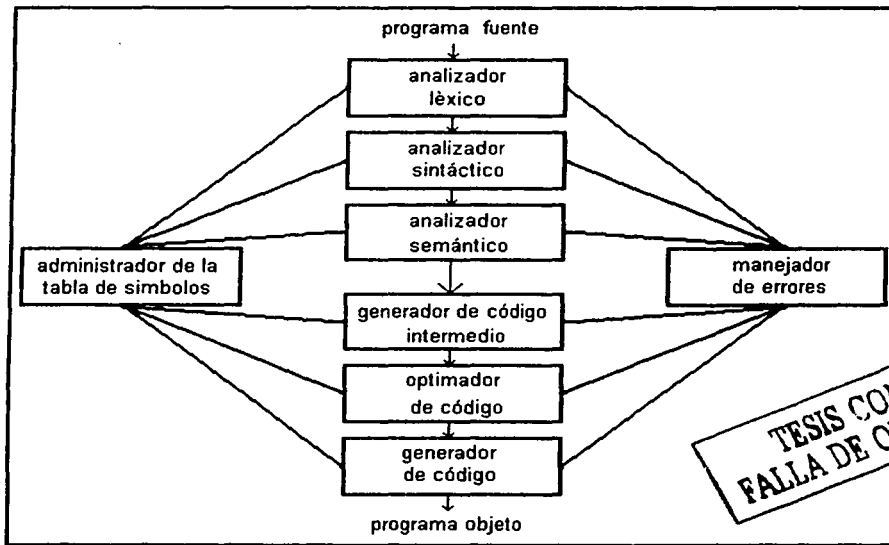 programa fuente
analizador
lèxico
analizador
sintáctico
analizador
semántico
administrador de la
tabla de simbolos
manejador
de errores
generador de código
intermedio
optimador
de código
generador
de código
programa objeto
TESIS
FALLA DE